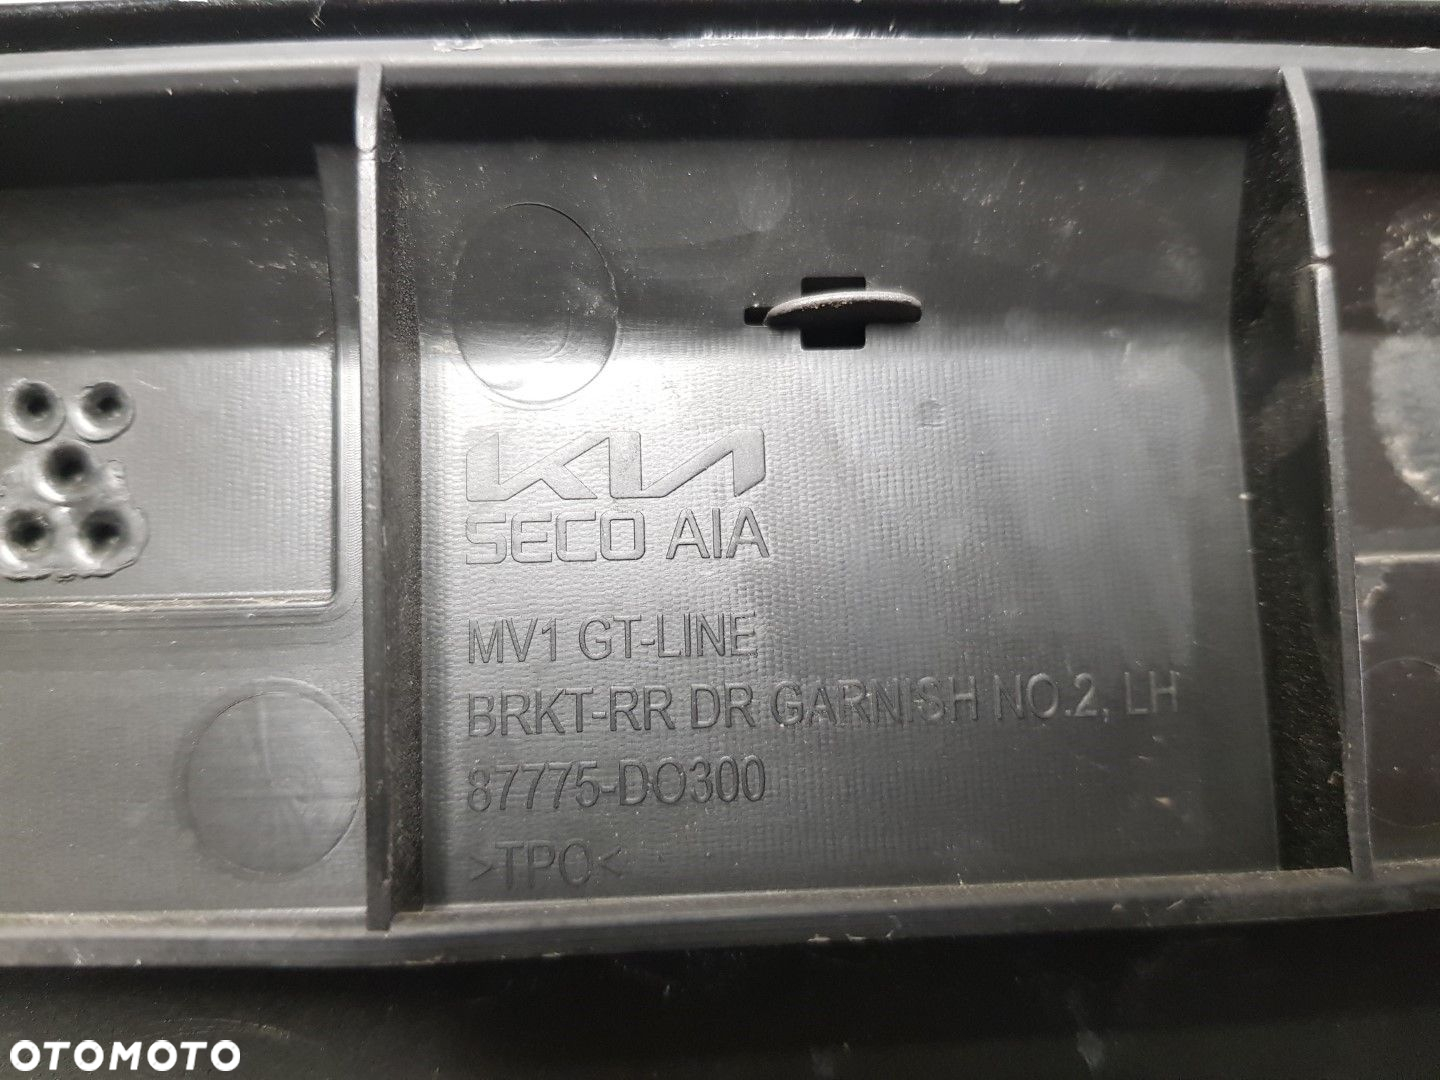 KIA
SECO AIA
MV1 GT-LINE
BRKT-RR DR GARNISH NO.2, LH
87775-DO300
>TPO<
OTOMOTO